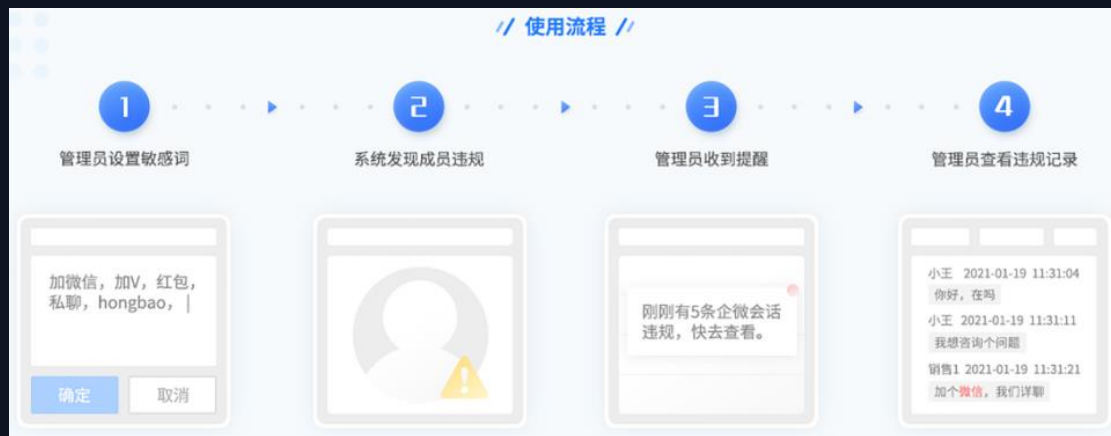 使用流程
1
2
3
4
管理员设置敏感词
系统发现成员违规
管理员收到提醒
管理员查看违规记录
加微信，加V，红包，
私聊，hongbao，|
确定
取消
刚刚有5条企微会话
违规，快去查看。
小王 2021-01-19 11:31:04
你好，在吗
小王 2021-01-19 11:31:11
我想咨询个问题
销售1 2021-01-19 11:31:21
加个微信，我们详聊